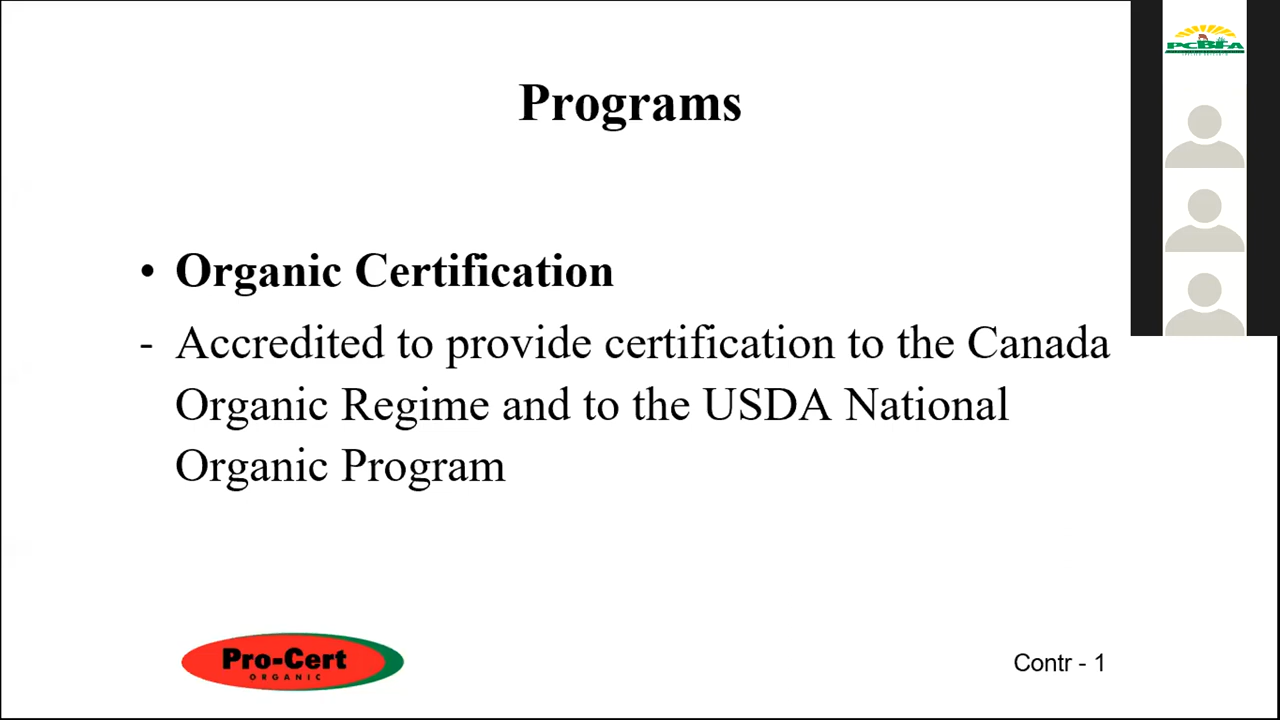 PCBFA
Programs
• Organic Certification
- Accredited to provide certification to the Canada
Organic Regime and to the USDA National
Organic Program
Pro-Cert
ORGANIC
Contr - 1